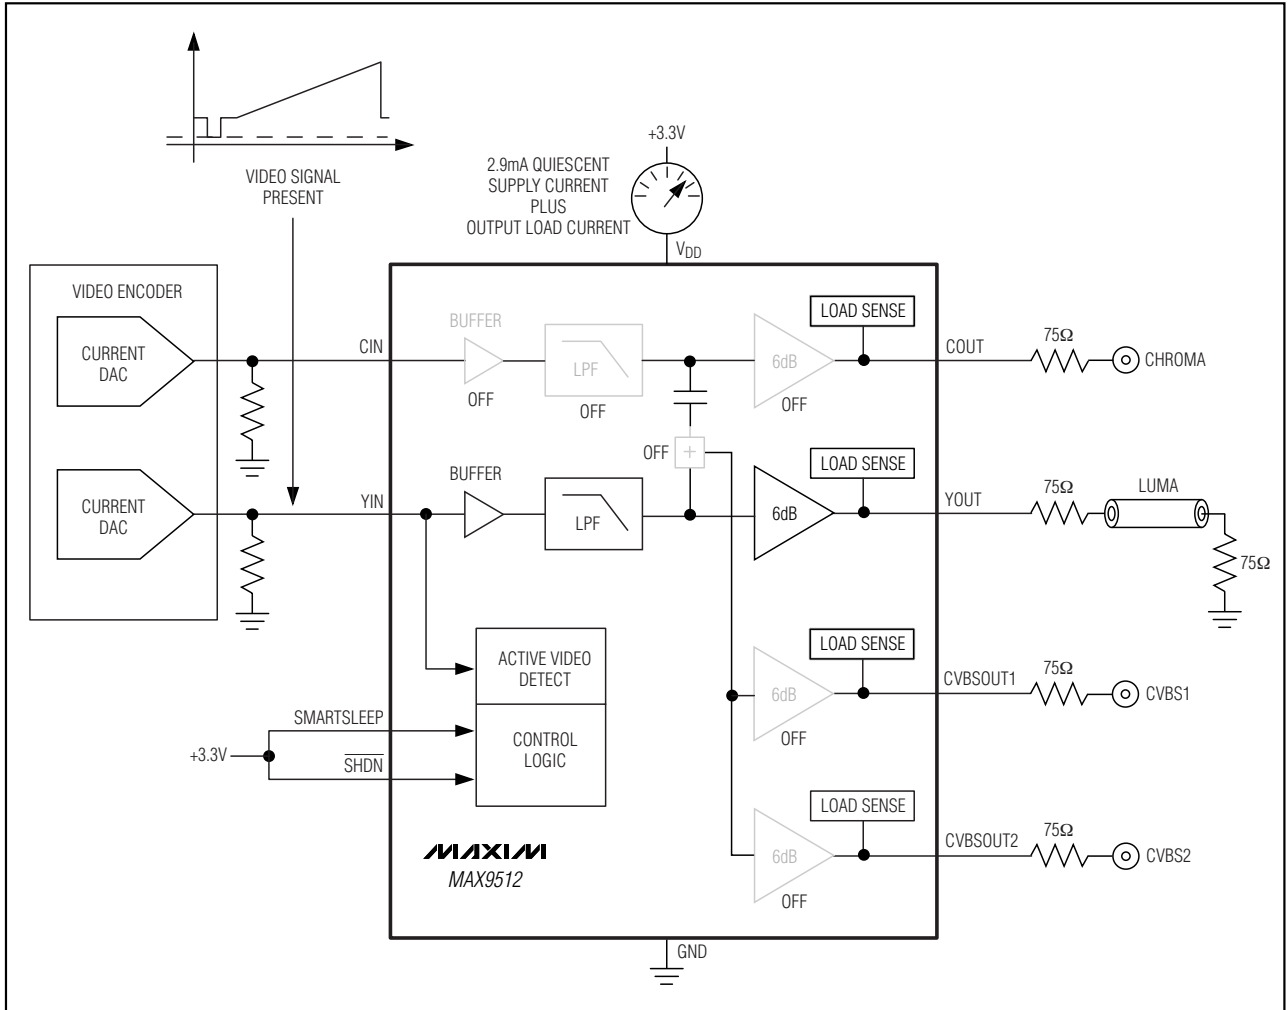 +3.3V
2.9mA QUIESCENT
SUPPLY CURRENT
PLUS
OUTPUT LOAD CURRENT
VIDEO SIGNAL
PRESENT
VDD
VIDEO ENCODER
CURRENT
DAC
CIN
BUFFER
OFF
LPF
OFF
6dB
OFF
LOAD SENSE
COUT
75Ω
CHROMA
OFF
+
CURRENT
DAC
YIN
BUFFER
LPF
6dB
LOAD SENSE
YOUT
75Ω
LUMA
75Ω
ACTIVE VIDEO
DETECT
CONTROL
LOGIC
SMARTSLEEP
+3.3V
SHDN
6dB
OFF
LOAD SENSE
CVBSOUT1
75Ω
CVBS1
6dB
OFF
LOAD SENSE
CVBSOUT2
75Ω
CVBS2
MAXIM
MAX9512
GND